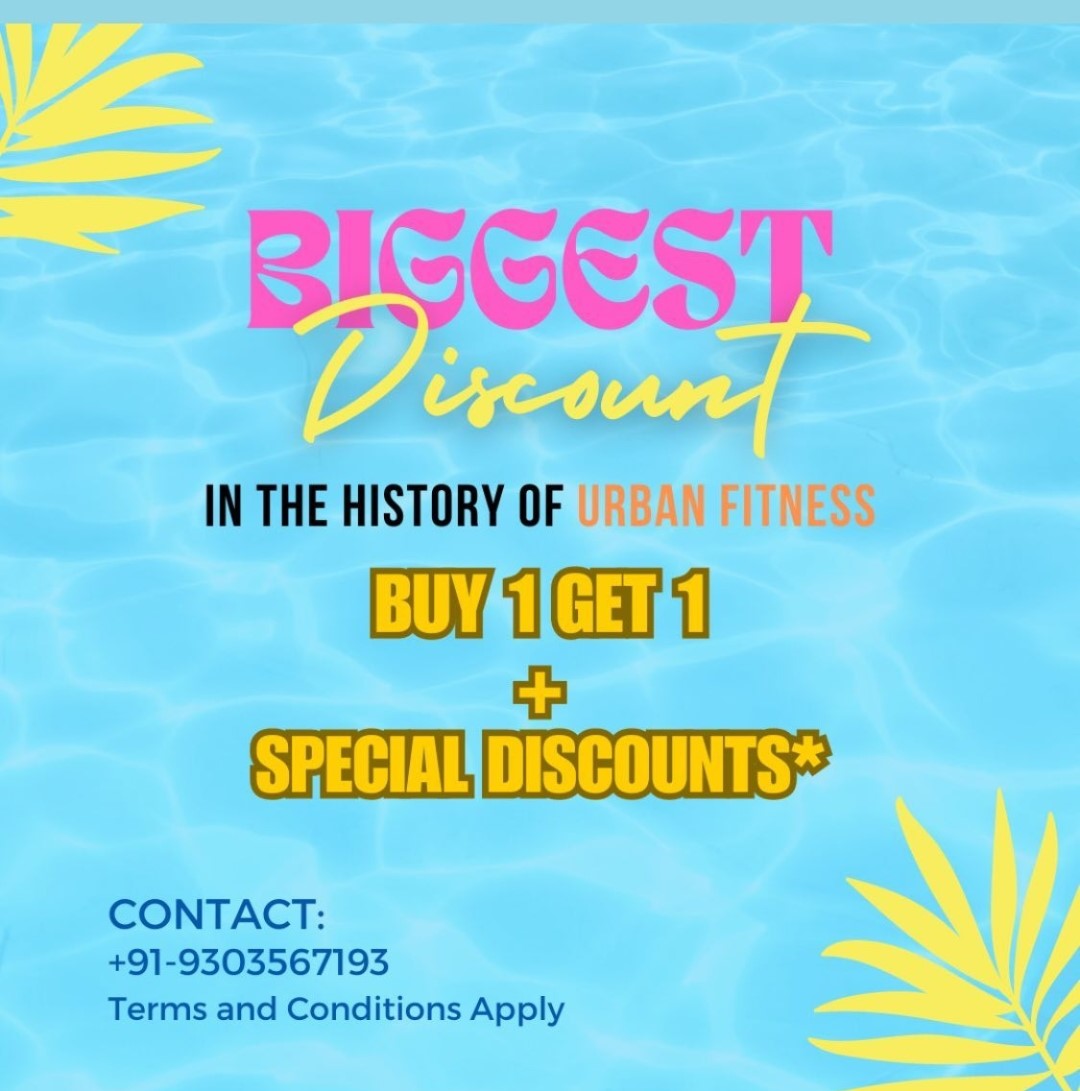 BIGGEST
Discount
IN THE HISTORY OF URBAN FITNESS
BUY 1 GET 1
+
SPECIAL DISCOUNTS*
CONTACT:
+91-9303567193
Terms and Conditions Apply